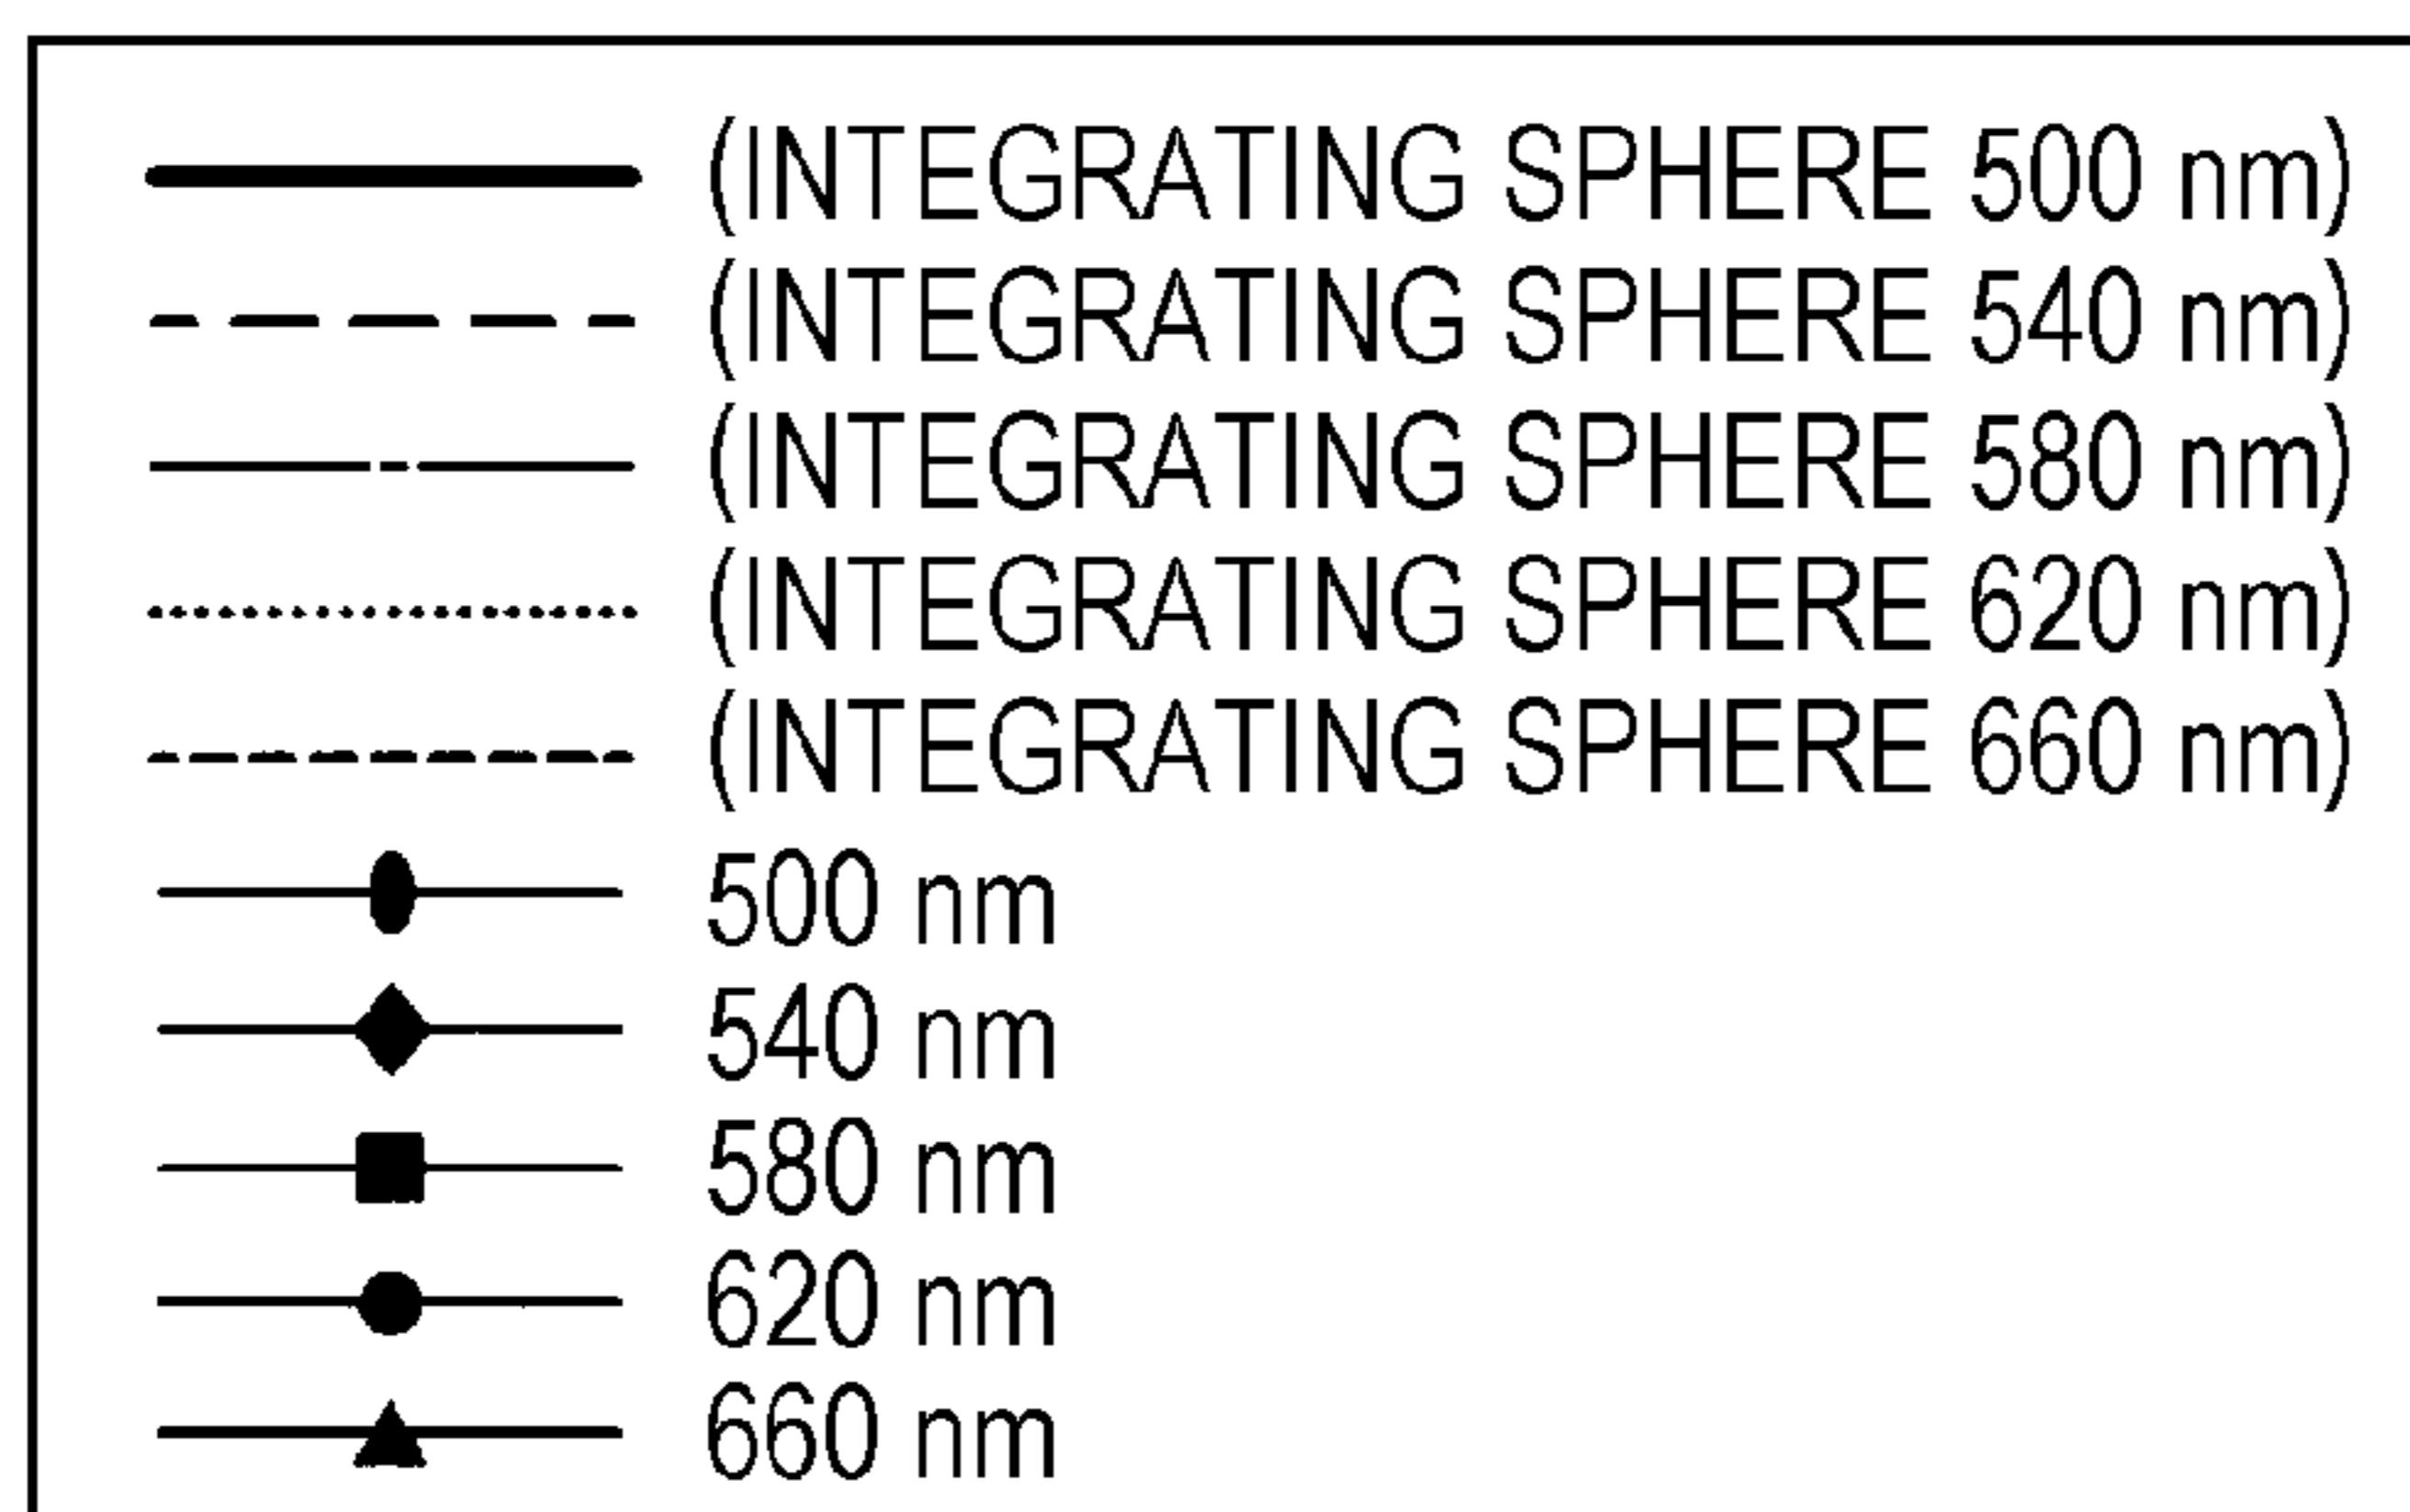 (INTEGRATING SPHERE 500 nm)
(INTEGRATING SPHERE 540 nm)
(INTEGRATING SPHERE 580 nm)
(INTEGRATING SPHERE 620 nm)
(INTEGRATING SPHERE 660 nm)
500 nm
540 nm
580 nm
620 nm
660 nm